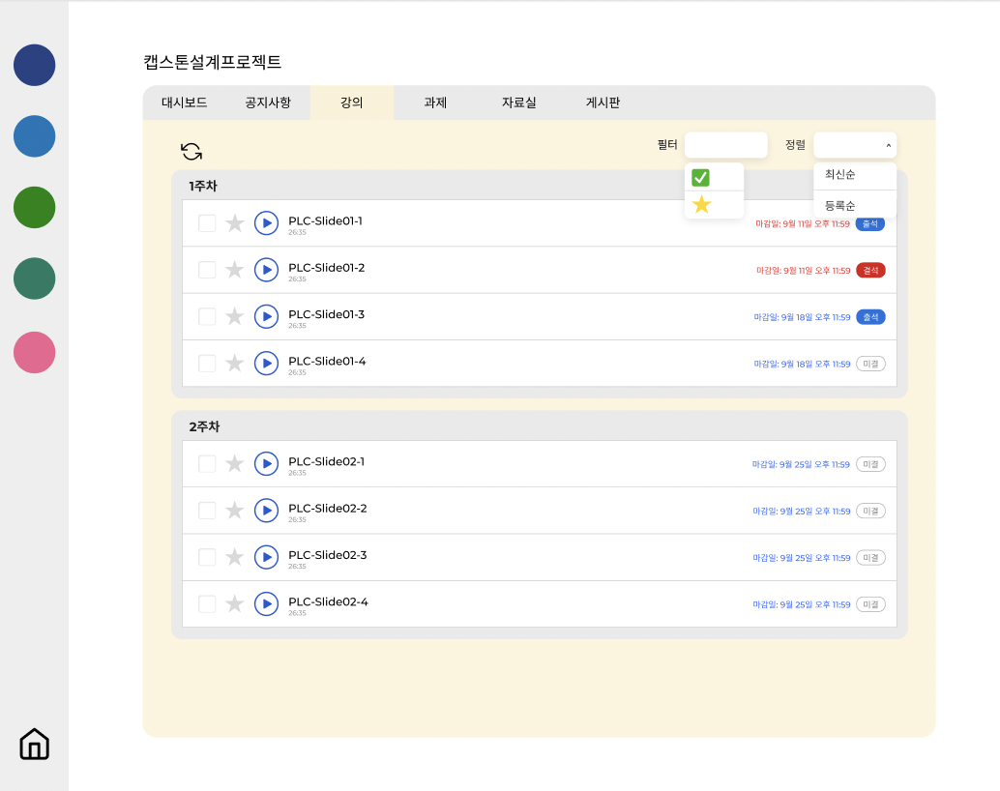 캡스톤설계프로젝트
대시보드 공지사항 강의 과제 자료실 게시판
필터 정렬
최신순
등록순
1주차
PLC-Slide01-1
26:35
마감일: 9월 11일 오후 11:59 출석
PLC-Slide01-2
26:35
마감일: 9월 11일 오후 11:59 결석
PLC-Slide01-3
26:35
마감일: 9월 18일 오후 11:59 출석
PLC-Slide01-4
26:35
마감일: 9월 18일 오후 11:59 미결
2주차
PLC-Slide02-1
26:35
마감일: 9월 25일 오후 11:59 미결
PLC-Slide02-2
26:35
마감일: 9월 25일 오후 11:59 미결
PLC-Slide02-3
26:35
마감일: 9월 25일 오후 11:59 미결
PLC-Slide02-4
26:35
마감일: 9월 25일 오후 11:59 미결